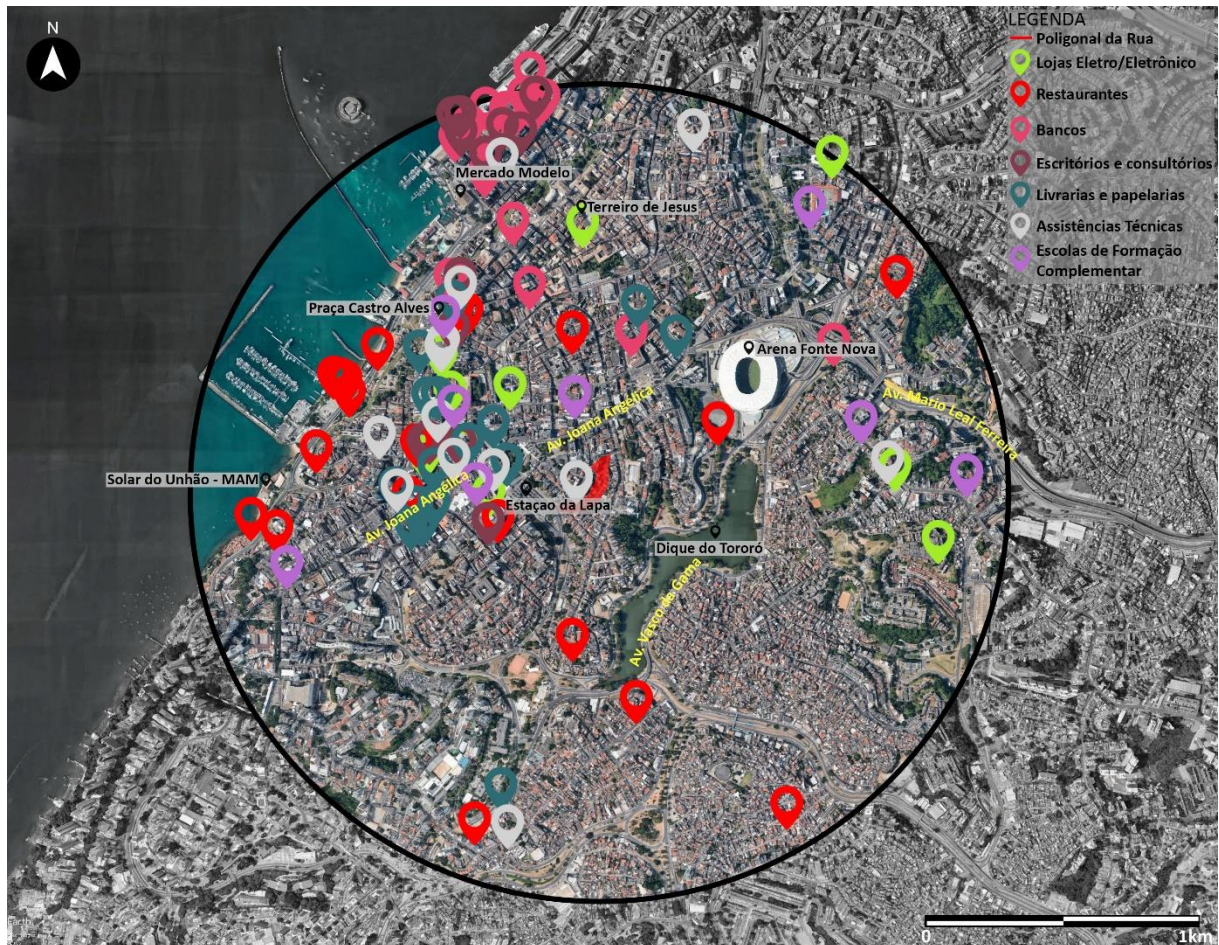 N
LEGENDA
Poligonal da Rua
Lojas Eletro/Eletrônico
Restaurantes
Bancos
Escritórios e consultórios
Livrarias e papelarias
Assistências Técnicas
Escolas de Formação
Complementar
Mercado Modelo
Terreiro de Jesus
Praça Castro Alves
Arena Fonte Nova
Av. Joana Angélica
Av. Mario Leal Ferreira
Solar do Unhão - MAM
Av. Joana Angélica
Estaçao da Lapa
Dique do Tororó
Av. Vasco de Gama
Earth
0
1km